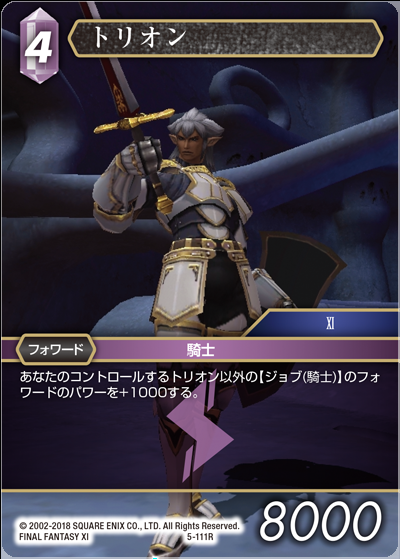 4
トリオン
XI
フォワード
騎士
あなたのコントロールするトリオン以外の【ジョブ(騎士)】のフォ
ワードのパワーを+1000する。
© 2002-2018 SQUARE ENIX CO., LTD. All Rights Reserved.
FINAL FANTASY XI
5-111R
8000